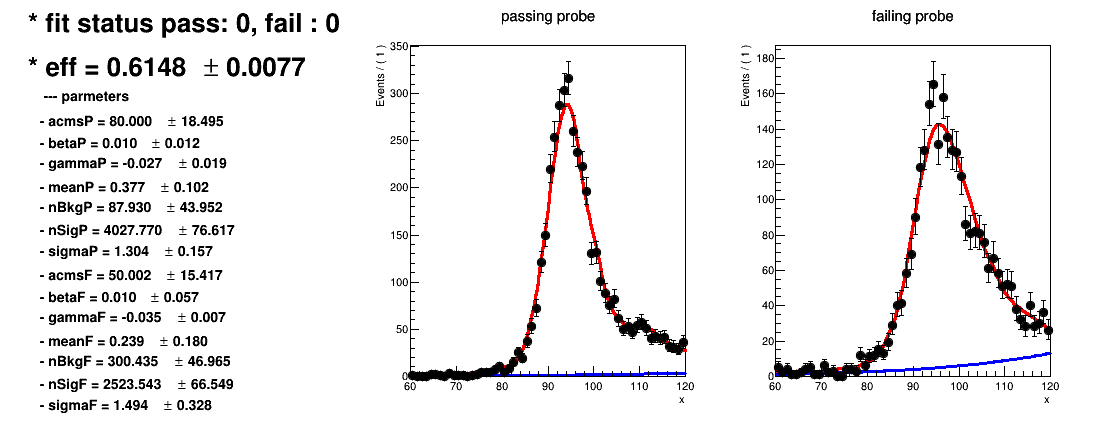 * fit status pass: 0, fail : 0
* eff = 0.6148 ± 0.0077
--- parmeters
- acmsP = 80.000 ± 18.495
- betaP = 0.010 ± 0.012
- gammaP = -0.027 ± 0.019
- meanP = 0.377 ± 0.102
- nBkgP = 87.930 ± 43.952
- nSigP = 4027.770 ± 76.617
- sigmaP = 1.304 ± 0.157
- acmsF = 50.002 ± 15.417
- betaF = 0.010 ± 0.057
- gammaF = -0.035 ± 0.007
- meanF = 0.239 ± 0.180
- nBkgF = 300.435 ± 46.965
- nSigF = 2523.543 ± 66.549
- sigmaF = 1.494 ± 0.328
passing probe
Events / ( 1 )
350
300
250
200
150
100
50
0
60 70 80 90 100 110 120
x
failing probe
Events / ( 1 )
180
160
140
120
100
80
60
40
20
0
60 70 80 90 100 110 120
x